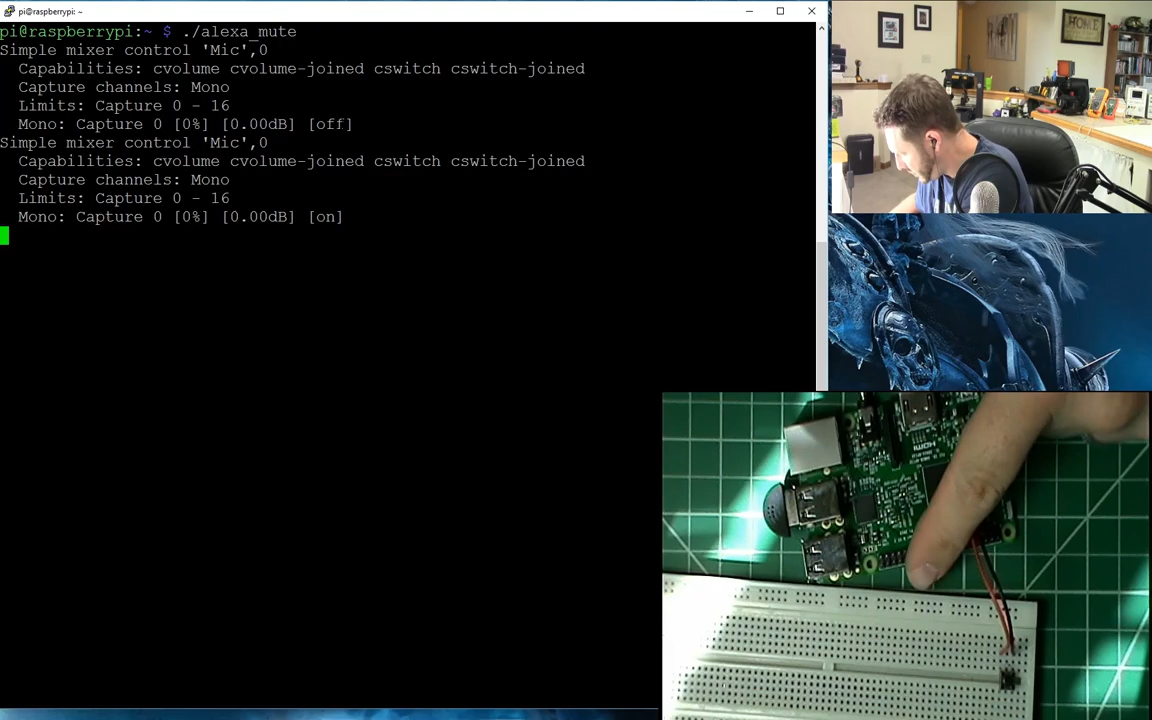 pi@raspberrypi: ~
pi@raspberrypi:~ $ ./alexa_mute
Simple mixer control 'Mic',0
  Capabilities: cvolume cvolume-joined cswitch cswitch-joined
  Capture channels: Mono
  Limits: Capture 0 - 16
  Mono: Capture 0 [0%] [0.00dB] [off]
Simple mixer control 'Mic',0
  Capabilities: cvolume cvolume-joined cswitch cswitch-joined
  Capture channels: Mono
  Limits: Capture 0 - 16
  Mono: Capture 0 [0%] [0.00dB] [on]
HOME
HDMI